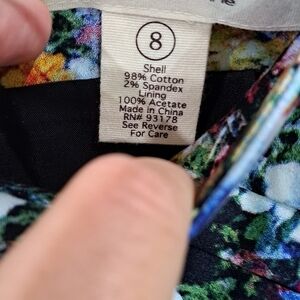 8
Shell
98% Cotton
2% Spandex
Lining
100% Acetate
Made in China
RN# 93178
See Reverse
For Care